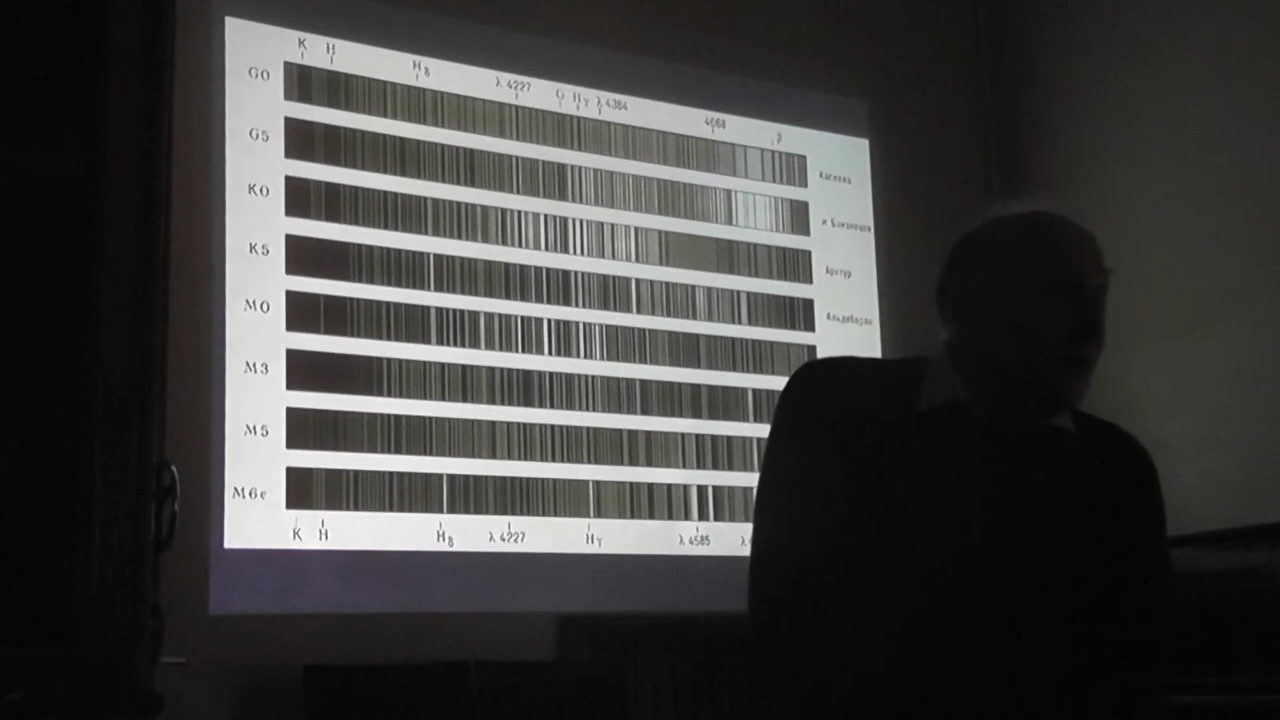 K H Hδ λ 4227 G Hγ λ 4384 4668
G0 Капелла
G5
K0 Арктур
K5 Альдебаран
M0
M3
M5
M6e
K H Hδ λ 4227 Hγ λ 4585